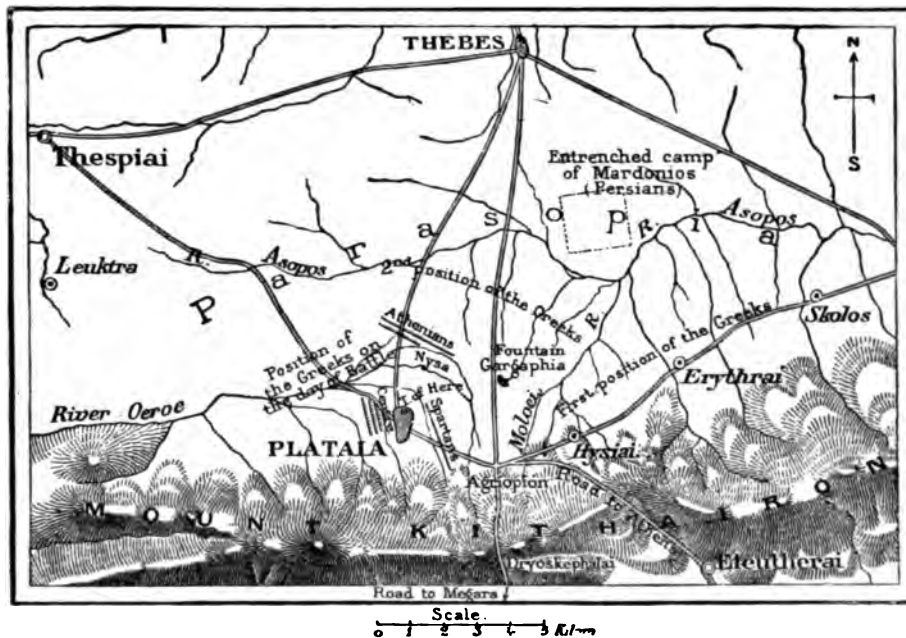 THEBES
N
S
Thespiai
Entrenched camp
of Mardonios
(Persians)
Parasopia
R. Asopos
R. Asopos
Leuktra
2nd position of the Greeks
Skolos
Athenians
Position of
the Greeks on
the day of Battle
Nysa
Fountain
Gargaphia
R.
First position of the Greeks
Erythrai
River Oeroe
T. of Here
Spartans
Moloeis
PLATAIA
Hysiai
Agriopion
Road to
MOUNT KITHAIRON
Dryoskephalai
Eleutherai
Road to Megara
Scale.
0 1 2 3 4 5 Kilom